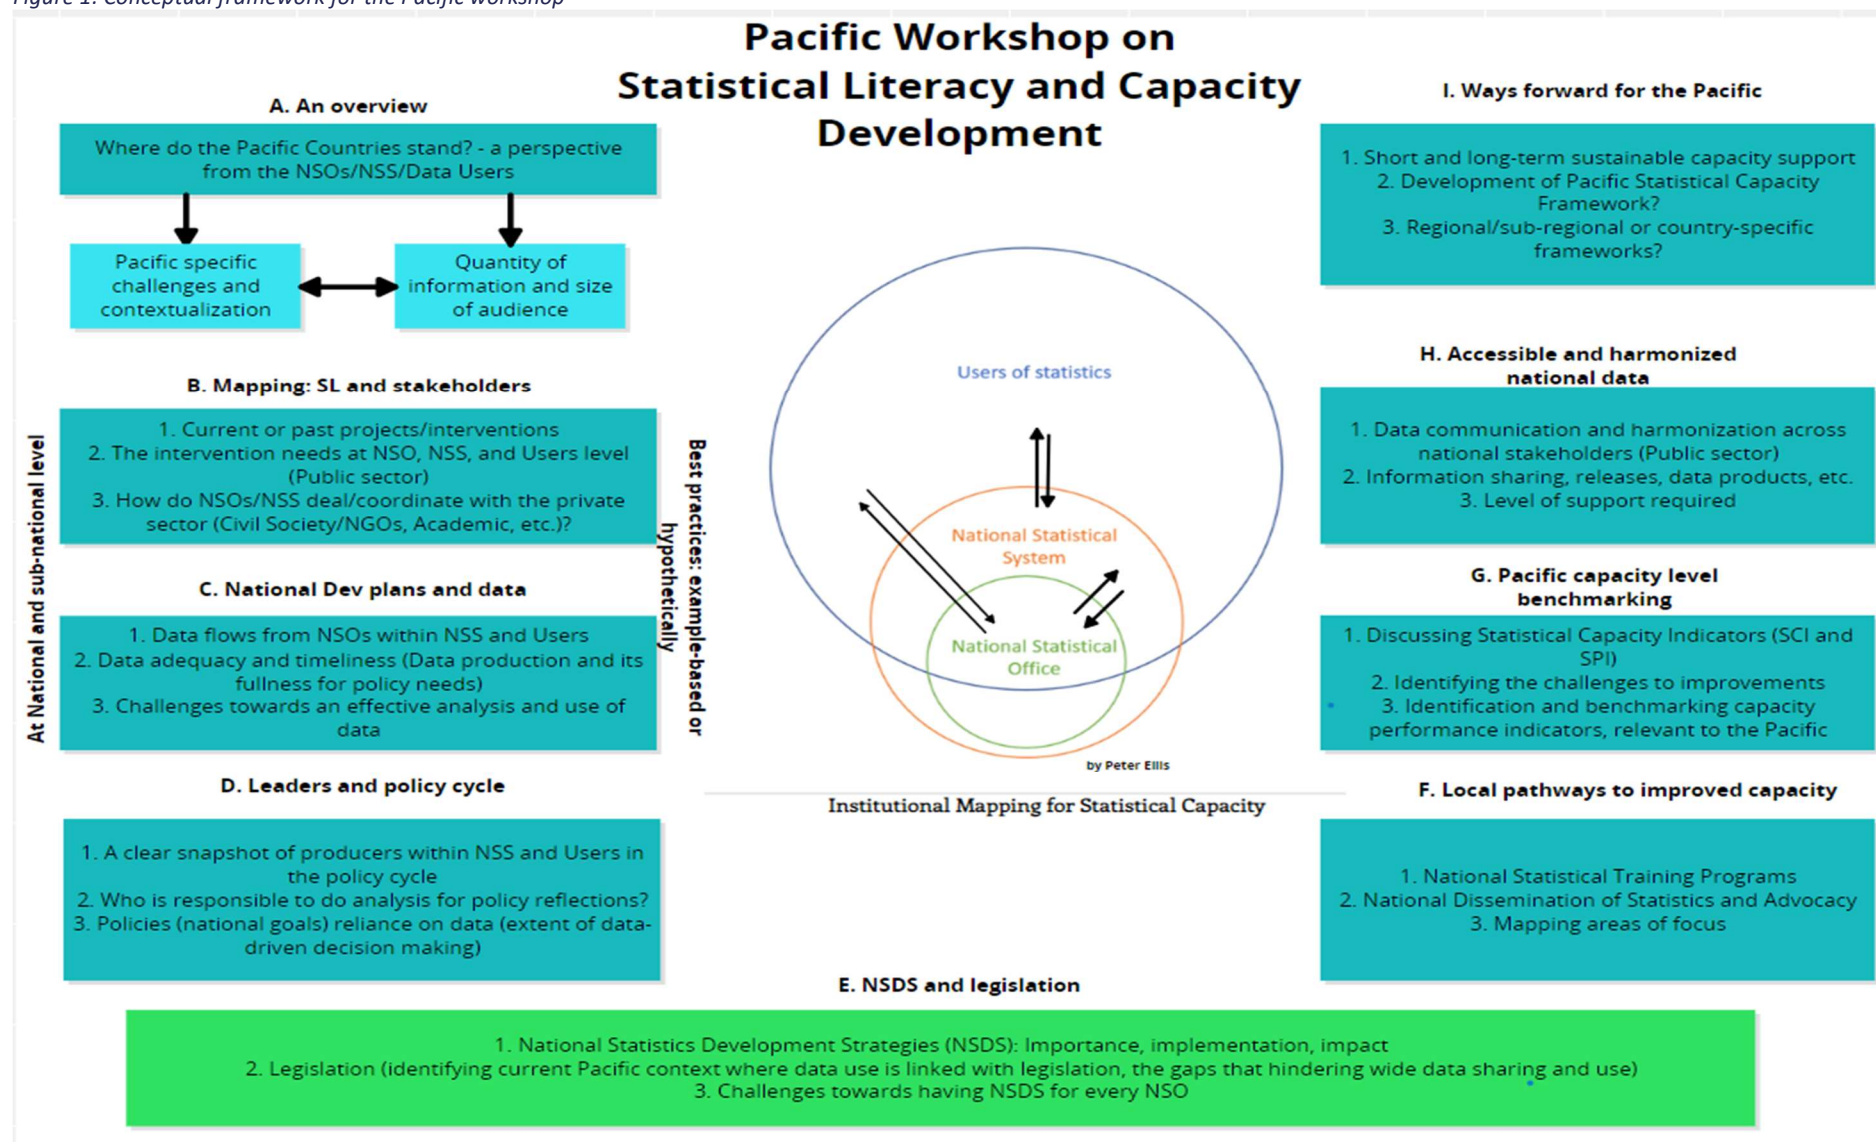 Figure 1: Conceptual framework for the Pacific workshop
Pacific Workshop on
Statistical Literacy and Capacity
Development
A. An overview
Where do the Pacific Countries stand? - a perspective
from the NSOs/NSS/Data Users
Pacific specific
challenges and
contextualization
Quantity of
information and size
of audience
B. Mapping: SL and stakeholders
1. Current or past projects/interventions
2. The intervention needs at NSO, NSS, and Users level
(Public sector)
3. How do NSOs/NSS deal/coordinate with the private
sector (Civil Society/NGOs, Academic, etc.)?
C. National Dev plans and data
1. Data flows from NSOs within NSS and Users
2. Data adequacy and timeliness (Data production and its
fullness for policy needs)
3. Challenges towards an effective analysis and use of
data
D. Leaders and policy cycle
1. A clear snapshot of producers within NSS and Users in
the policy cycle
2. Who is responsible to do analysis for policy reflections?
3. Policies (national goals) reliance on data (extent of data-
driven decision making)
At National and sub-national level
Best practices: example-based or
hypothetically
Users of statistics
National Statistical
System
National Statistical
Office
by Peter Ellis
Institutional Mapping for Statistical Capacity
E. NSDS and legislation
1. National Statistics Development Strategies (NSDS): Importance, implementation, impact
2. Legislation (identifying current Pacific context where data use is linked with legislation, the gaps that hindering wide data sharing and use)
3. Challenges towards having NSDS for every NSO
I. Ways forward for the Pacific
1. Short and long-term sustainable capacity support
2. Development of Pacific Statistical Capacity
Framework?
3. Regional/sub-regional or country-specific
frameworks?
H. Accessible and harmonized
national data
1. Data communication and harmonization across
national stakeholders (Public sector)
2. Information sharing, releases, data products, etc.
3. Level of support required
G. Pacific capacity level
benchmarking
1. Discussing Statistical Capacity Indicators (SCI and
SPI)
2. Identifying the challenges to improvements
3. Identification and benchmarking capacity
performance indicators, relevant to the Pacific
F. Local pathways to improved capacity
1. National Statistical Training Programs
2. National Dissemination of Statistics and Advocacy
3. Mapping areas of focus